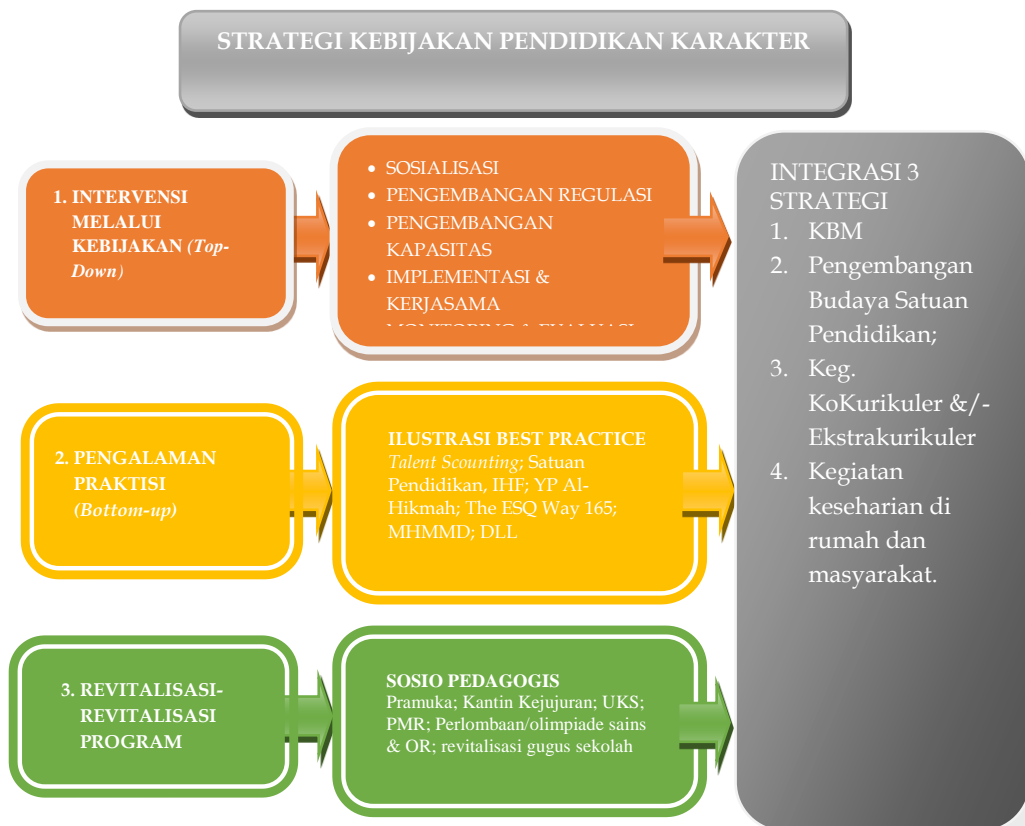 STRATEGI KEBIJAKAN PENDIDIKAN KARAKTER
1. INTERVENSI
MELALUI
KEBIJAKAN (Top-
Down)
• SOSIALISASI
• PENGEMBANGAN REGULASI
• PENGEMBANGAN
KAPASITAS
• IMPLEMENTASI &
KERJASAMA
MONITORING & EVALUASI
2. PENGALAMAN
PRAKTISI
(Bottom-up)
ILUSTRASI BEST PRACTICE
Talent Scounting; Satuan
Pendidikan, IHF; YP Al-
Hikmah; The ESQ Way 165;
MHMMD; DLL
3. REVITALISASI-
REVITALISASI
PROGRAM
SOSIO PEDAGOGIS
Pramuka; Kantin Kejujuran; UKS;
PMR; Perlombaan/olimpiade sains
& OR; revitalisasi gugus sekolah
INTEGRASI 3
STRATEGI
1. KBM
2. Pengembangan
Budaya Satuan
Pendidikan;
3. Keg.
KoKurikuler &/-
Ekstrakurikuler
4. Kegiatan
keseharian di
rumah dan
masyarakat.